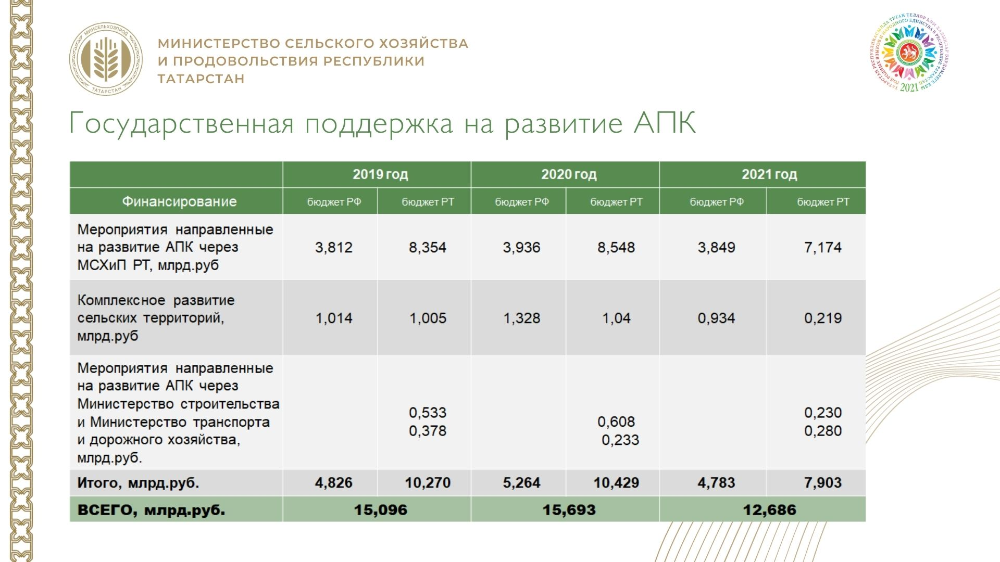 МИНСЕЛЬХОЗПРОД
ТАТАРСТАН
МИНИСТЕРСТВО СЕЛЬСКОГО ХОЗЯЙСТВА
И ПРОДОВОЛЬСТВИЯ РЕСПУБЛИКИ
ТАТАРСТАН
ТАТАРСТАН РЕСПУБЛИКАСЫНДА ТУГАН ТЕЛЛӘР ҺӘМ ХАЛЫКЛАР БЕРДӘМЛЕГЕ ЕЛЫ
ГОД РОДНЫХ ЯЗЫКОВ И НАРОДНОГО ЕДИНСТВА В РЕСПУБЛИКЕ ТАТАРСТАН
2021
Государственная поддержка на развитие АПК
2019 год 2020 год 2021 год
Финансирование бюджет РФ бюджет РТ бюджет РФ бюджет РТ бюджет РФ бюджет РТ
Мероприятия направленные
на развитие АПК через
МСХиП РТ, млрд.руб
3,812 8,354 3,936 8,548 3,849 7,174
Комплексное развитие
сельских территорий,
млрд.руб
1,014 1,005 1,328 1,04 0,934 0,219
Мероприятия направленные
на развитие АПК через
Министерство строительства
и Министерство транспорта
и дорожного хозяйства,
млрд.руб.
0,533 0,608 0,230
0,378 0,233 0,280
Итого, млрд.руб. 4,826 10,270 5,264 10,429 4,783 7,903
ВСЕГО, млрд.руб. 15,096 15,693 12,686